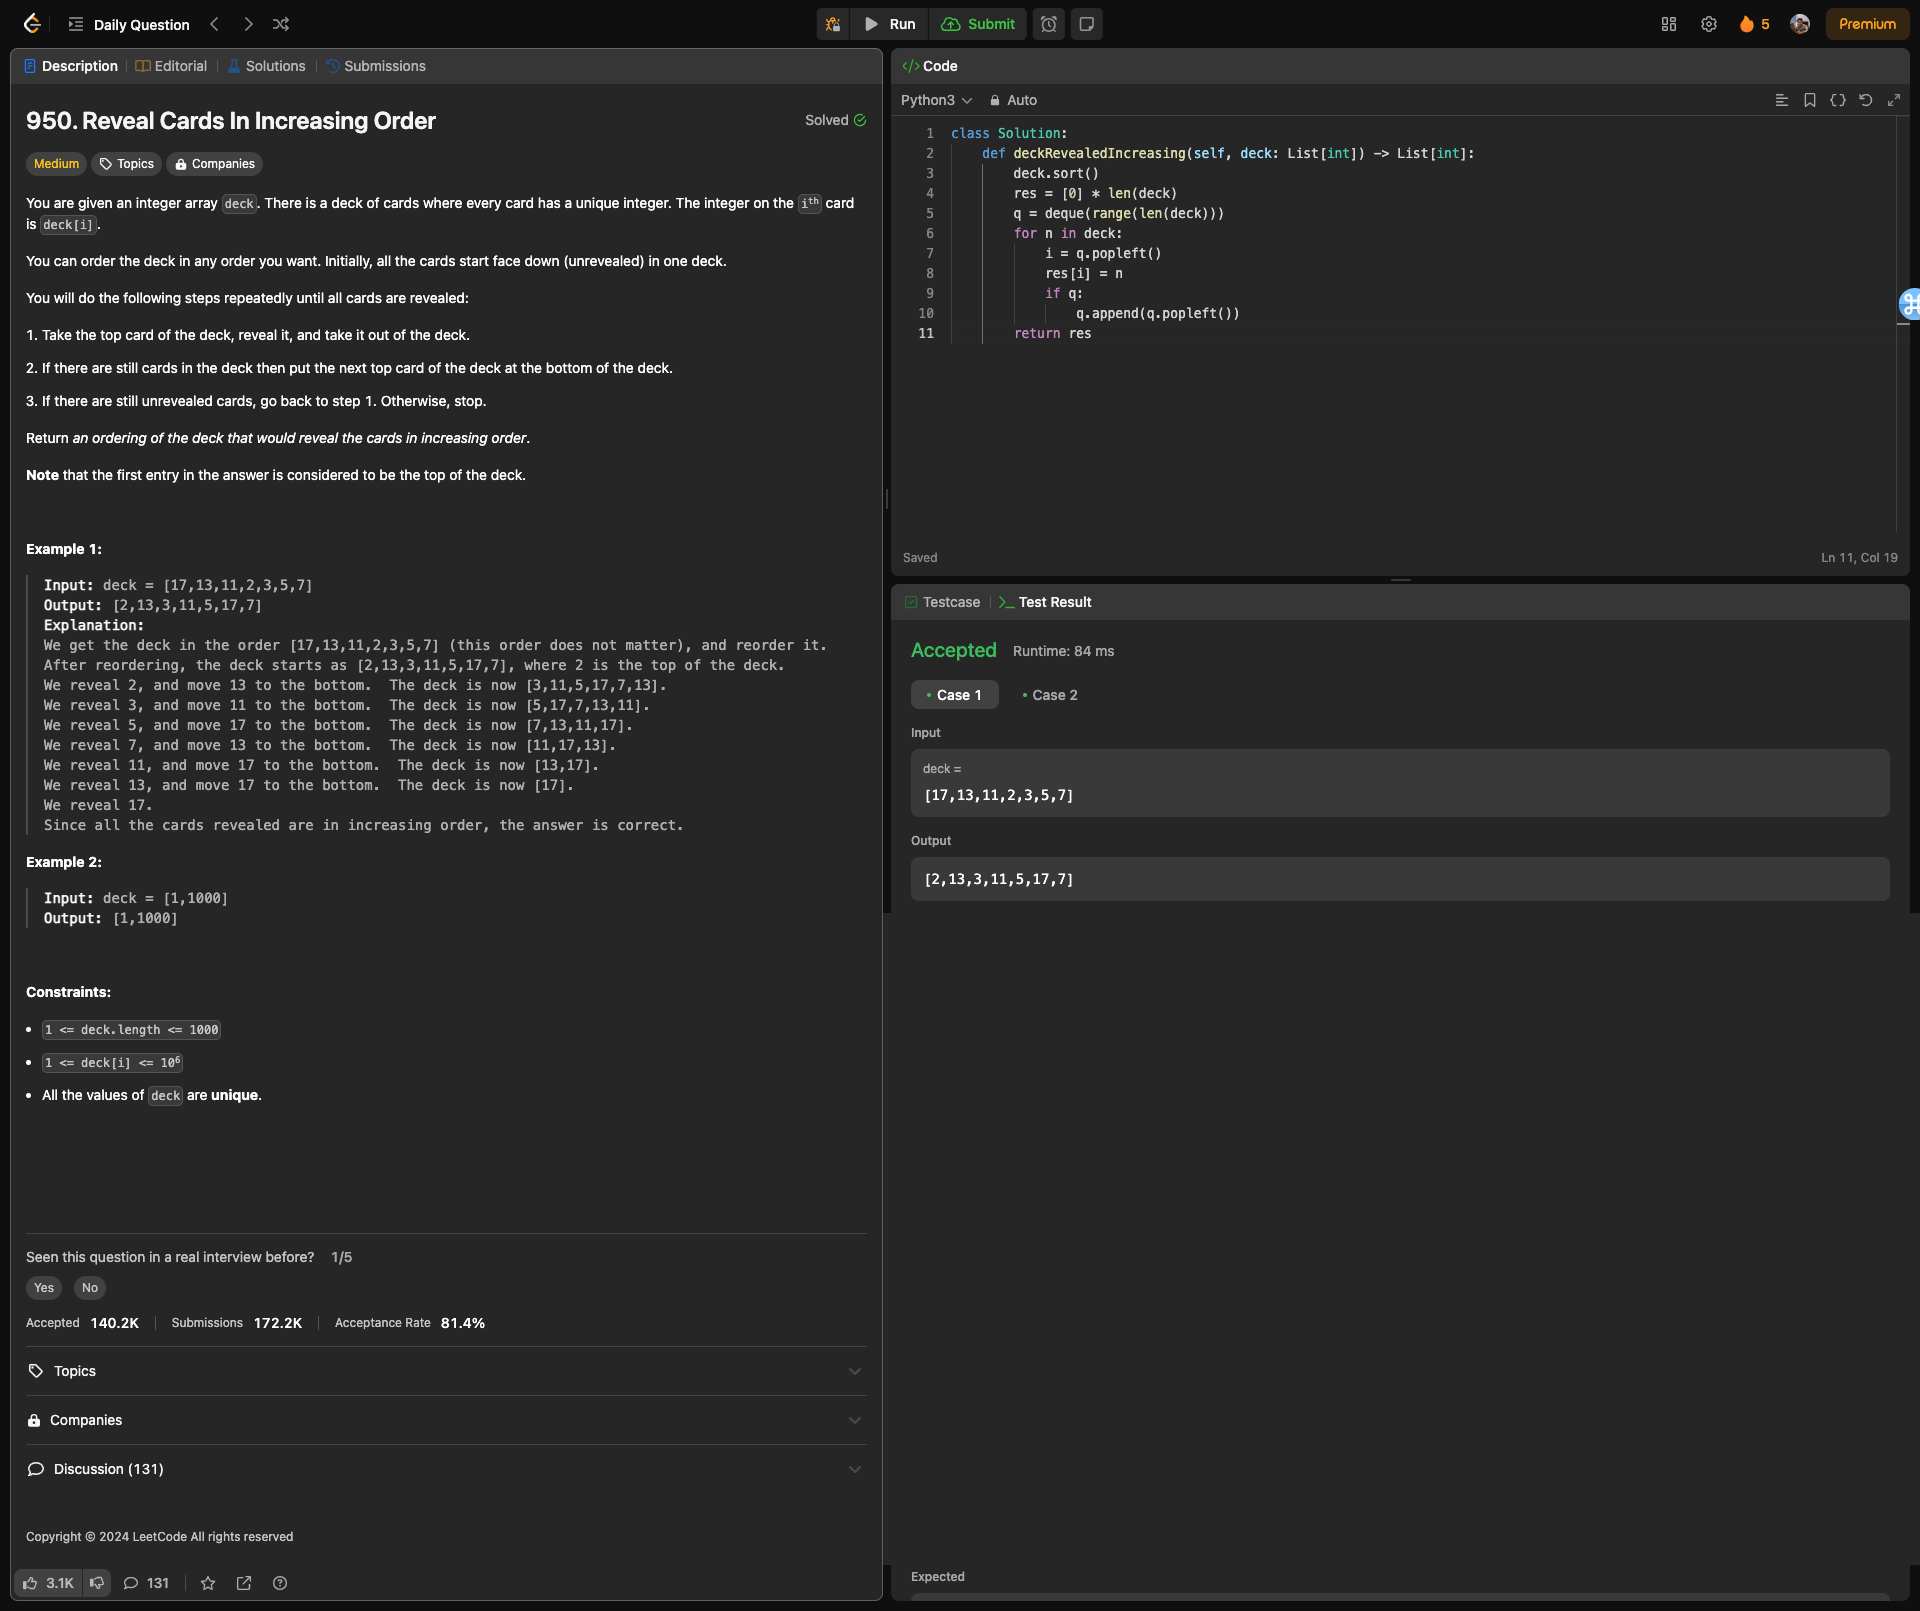 Daily Question
Run
Submit
5
Premium
Description
Editorial
Solutions
Submissions
950. Reveal Cards In Increasing Order
Solved
Medium
Topics
Companies
You are given an integer array deck. There is a deck of cards where every card has a unique integer. The integer on the ith card
is deck[i].
You can order the deck in any order you want. Initially, all the cards start face down (unrevealed) in one deck.
You will do the following steps repeatedly until all cards are revealed:
1. Take the top card of the deck, reveal it, and take it out of the deck.
2. If there are still cards in the deck then put the next top card of the deck at the bottom of the deck.
3. If there are still unrevealed cards, go back to step 1. Otherwise, stop.
Return an ordering of the deck that would reveal the cards in increasing order.
Note that the first entry in the answer is considered to be the top of the deck.
Example 1:
Input: deck = [17,13,11,2,3,5,7]
Output: [2,13,3,11,5,17,7]
Explanation:
We get the deck in the order [17,13,11,2,3,5,7] (this order does not matter), and reorder it.
After reordering, the deck starts as [2,13,3,11,5,17,7], where 2 is the top of the deck.
We reveal 2, and move 13 to the bottom.  The deck is now [3,11,5,17,7,13].
We reveal 3, and move 11 to the bottom.  The deck is now [5,17,7,13,11].
We reveal 5, and move 17 to the bottom.  The deck is now [7,13,11,17].
We reveal 7, and move 13 to the bottom.  The deck is now [11,17,13].
We reveal 11, and move 17 to the bottom.  The deck is now [13,17].
We reveal 13, and move 17 to the bottom.  The deck is now [17].
We reveal 17.
Since all the cards revealed are in increasing order, the answer is correct.
Example 2:
Input: deck = [1,1000]
Output: [1,1000]
Constraints:
• 1 <= deck.length <= 1000
• 1 <= deck[i] <= 10⁶
• All the values of deck are unique.
Seen this question in a real interview before? 1/5
Yes No
Accepted 140.2K Submissions 172.2K Acceptance Rate 81.4%
Topics
Companies
Discussion (131)
Copyright © 2024 LeetCode All rights reserved
3.1K 131
</> Code
Python3 Auto
1 class Solution:
2     def deckRevealedIncreasing(self, deck: List[int]) -> List[int]:
3         deck.sort()
4         res = [0] * len(deck)
5         q = deque(range(len(deck)))
6         for n in deck:
7             i = q.popleft()
8             res[i] = n
9             if q:
10                 q.append(q.popleft())
11         return res
Saved
Ln 11, Col 19
Testcase
>_ Test Result
Accepted Runtime: 84 ms
• Case 1 • Case 2
Input
deck =
[17,13,11,2,3,5,7]
Output
[2,13,3,11,5,17,7]
Expected